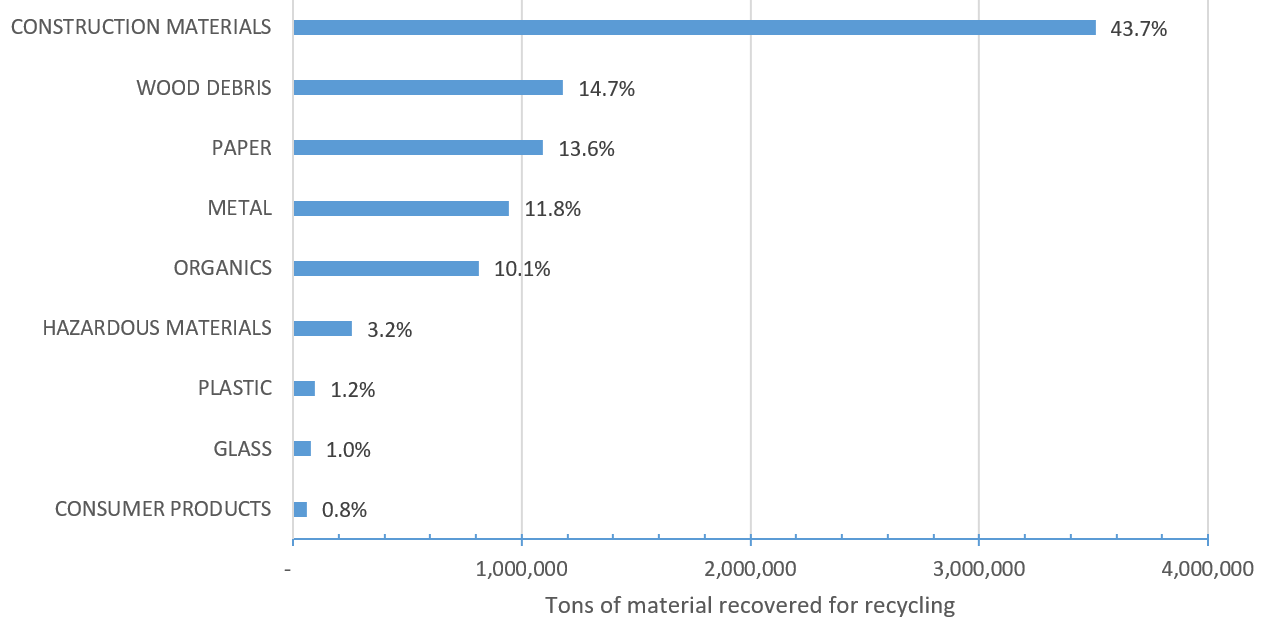 CONSTRUCTION MATERIALS 43.7%
WOOD DEBRIS 14.7%
PAPER 13.6%
METAL 11.8%
ORGANICS 10.1%
HAZARDOUS MATERIALS 3.2%
PLASTIC 1.2%
GLASS 1.0%
CONSUMER PRODUCTS 0.8%
- 1,000,000 2,000,000 3,000,000 4,000,000
Tons of material recovered for recycling